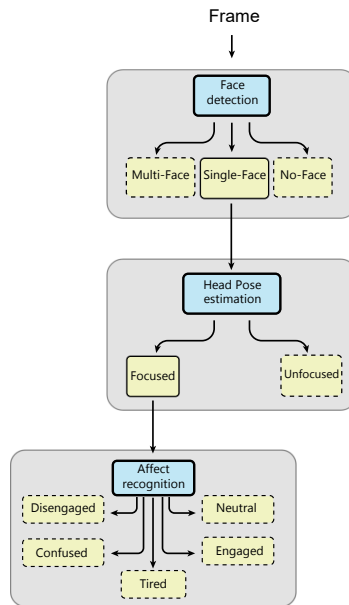 Frame
Face
detection
Multi-Face
Single-Face
No-Face
Head Pose
estimation
Focused
Unfocused
Affect
recognition
Disengaged
Neutral
Confused
Engaged
Tired